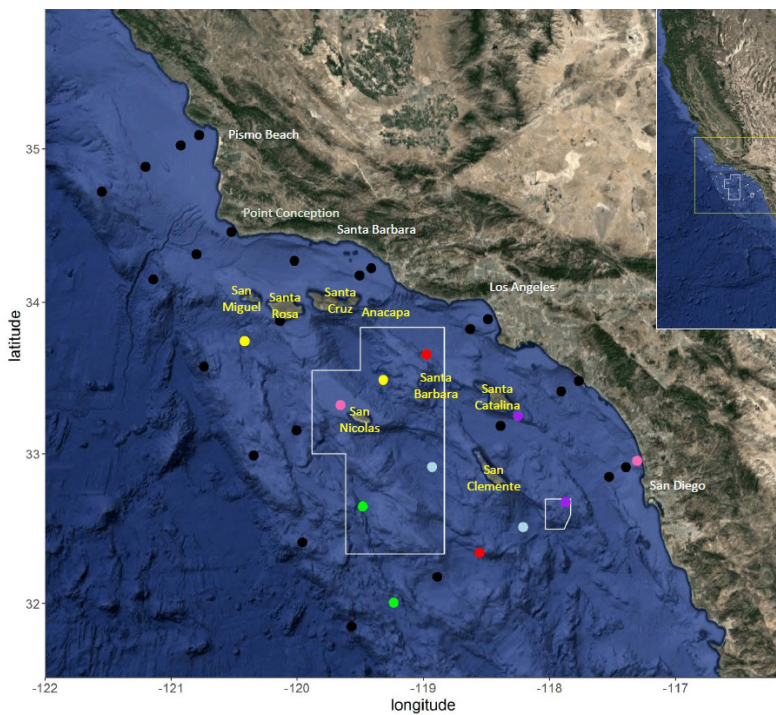 35
Pismo Beach
Point Conception
Santa Barbara
Los Angeles
34
San
Miguel
Santa
Rosa
Santa
Cruz
Anacapa
latitude
Santa
Barbara
Santa
Catalina
San
Nicolas
33
San
Clemente
San Diego
32
-122
-121
-120
-119
-118
-117
longitude